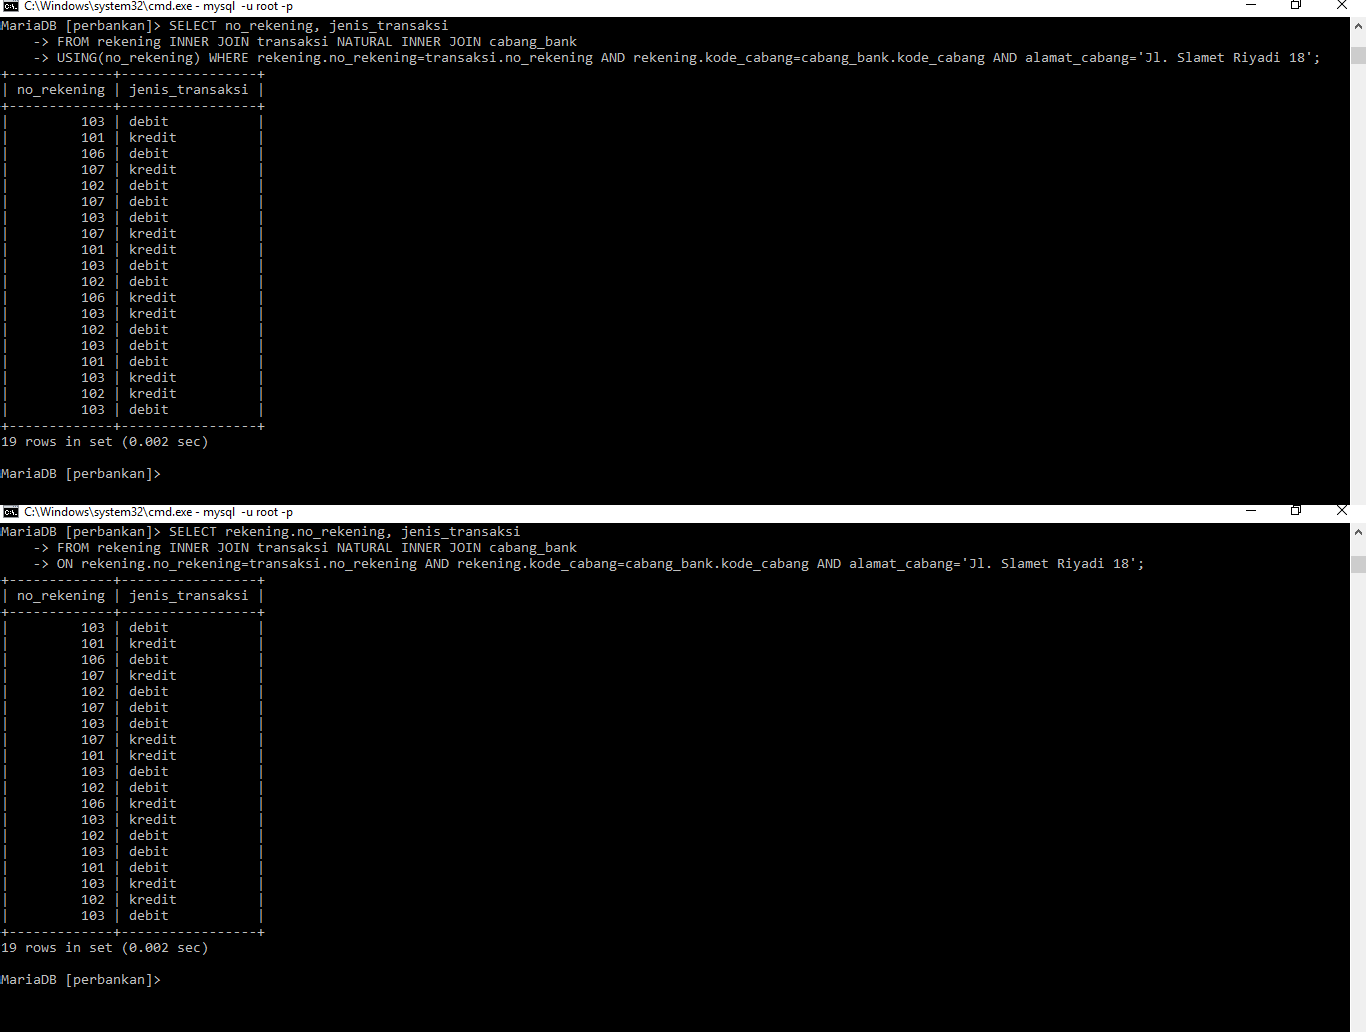 C:\Windows\system32\cmd.exe - mysql -u root -p
MariaDB [perbankan]> SELECT no_rekening, jenis_transaksi
    -> FROM rekening INNER JOIN transaksi NATURAL INNER JOIN cabang_bank
    -> USING(no_rekening) WHERE rekening.no_rekening=transaksi.no_rekening AND rekening.kode_cabang=cabang_bank.kode_cabang AND alamat_cabang='Jl. Slamet Riyadi 18';
+-------------+-----------------+
| no_rekening | jenis_transaksi |
+-------------+-----------------+
|         103 | debit           |
|         101 | kredit          |
|         106 | debit           |
|         107 | kredit          |
|         102 | debit           |
|         107 | debit           |
|         103 | debit           |
|         107 | kredit          |
|         101 | kredit          |
|         103 | debit           |
|         102 | debit           |
|         106 | kredit          |
|         103 | kredit          |
|         102 | debit           |
|         103 | debit           |
|         101 | debit           |
|         103 | kredit          |
|         102 | kredit          |
|         103 | debit           |
+-------------+-----------------+
19 rows in set (0.002 sec)
MariaDB [perbankan]>
C:\Windows\system32\cmd.exe - mysql -u root -p
MariaDB [perbankan]> SELECT rekening.no_rekening, jenis_transaksi
    -> FROM rekening INNER JOIN transaksi NATURAL INNER JOIN cabang_bank
    -> ON rekening.no_rekening=transaksi.no_rekening AND rekening.kode_cabang=cabang_bank.kode_cabang AND alamat_cabang='Jl. Slamet Riyadi 18';
+-------------+-----------------+
| no_rekening | jenis_transaksi |
+-------------+-----------------+
|         103 | debit           |
|         101 | kredit          |
|         106 | debit           |
|         107 | kredit          |
|         102 | debit           |
|         107 | debit           |
|         103 | debit           |
|         107 | kredit          |
|         101 | kredit          |
|         103 | debit           |
|         102 | debit           |
|         106 | kredit          |
|         103 | kredit          |
|         102 | debit           |
|         103 | debit           |
|         101 | debit           |
|         103 | kredit          |
|         102 | kredit          |
|         103 | debit           |
+-------------+-----------------+
19 rows in set (0.002 sec)
MariaDB [perbankan]>